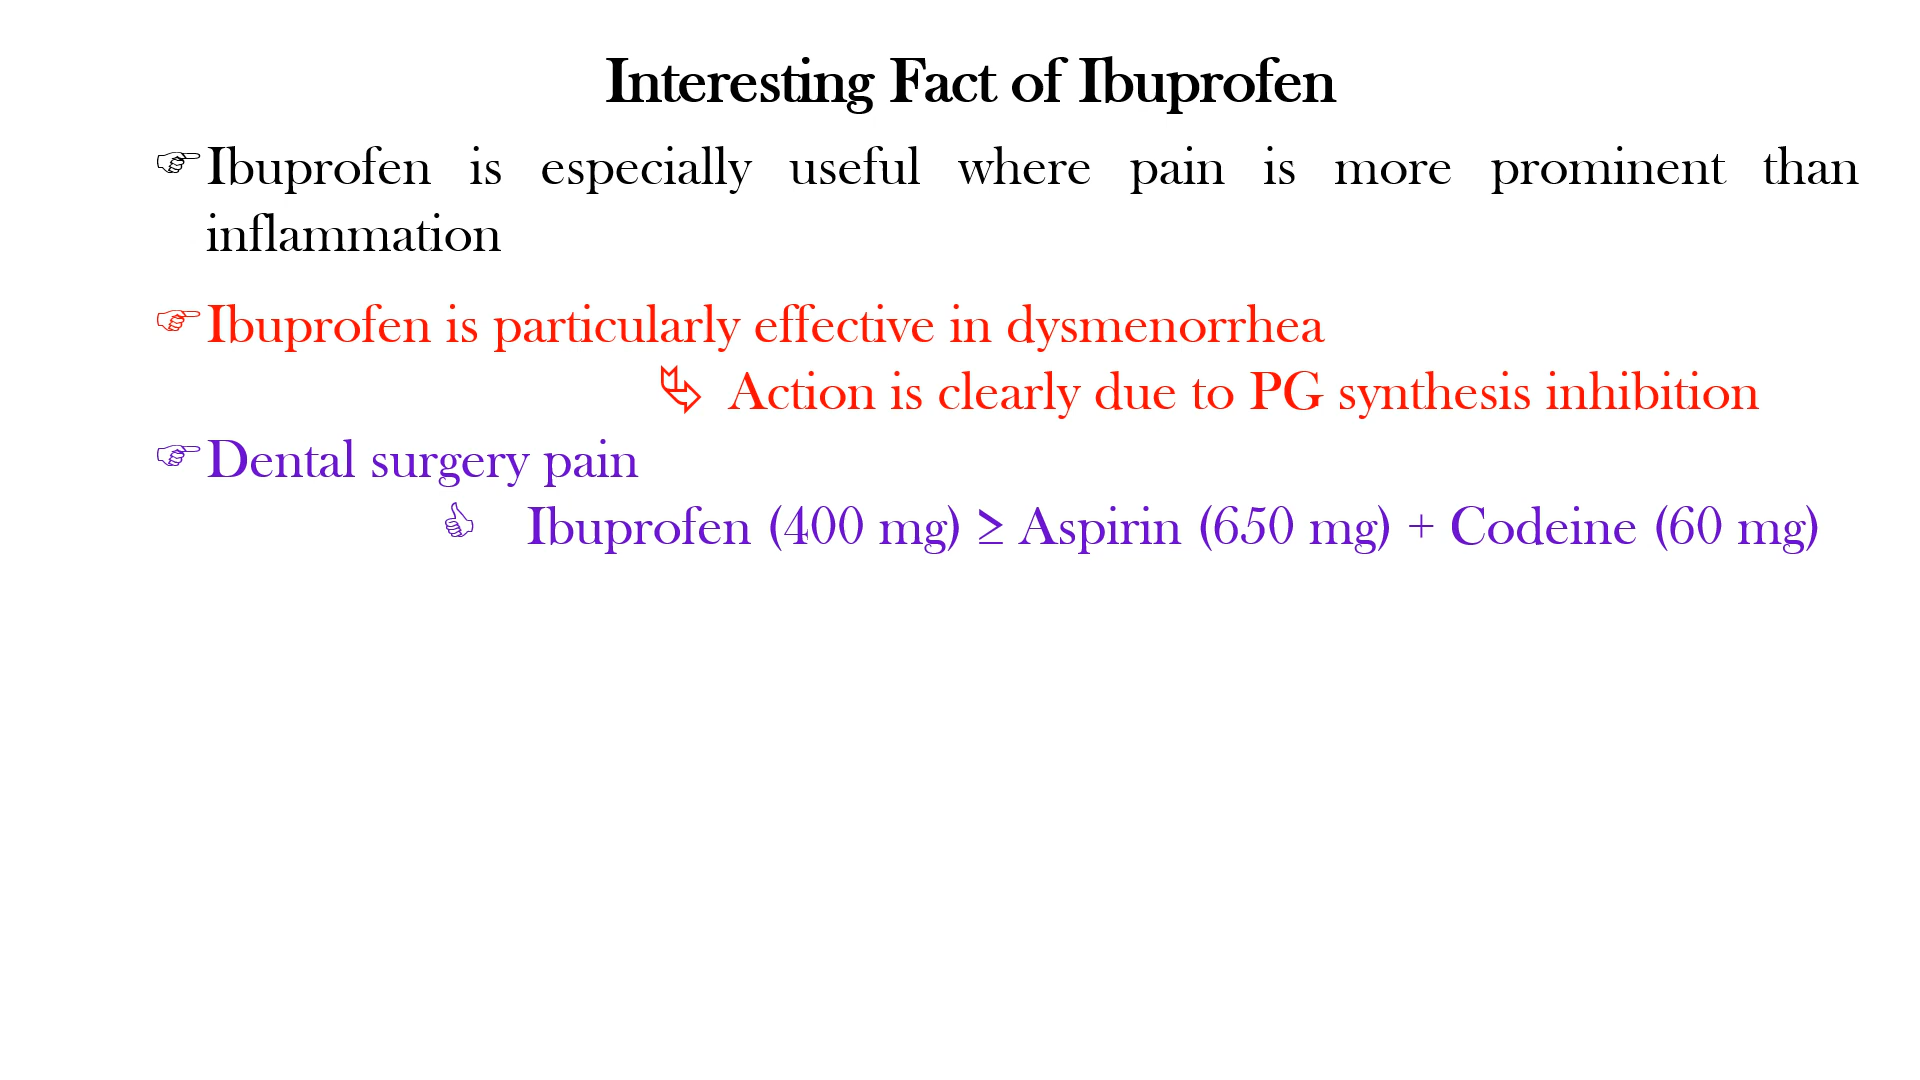 Interesting Fact of Ibuprofen
☞Ibuprofen is especially useful where pain is more prominent than
inflammation
☞Ibuprofen is particularly effective in dysmenorrhea
Action is clearly due to PG synthesis inhibition
☞Dental surgery pain
👍 Ibuprofen (400 mg) ≥ Aspirin (650 mg) + Codeine (60 mg)